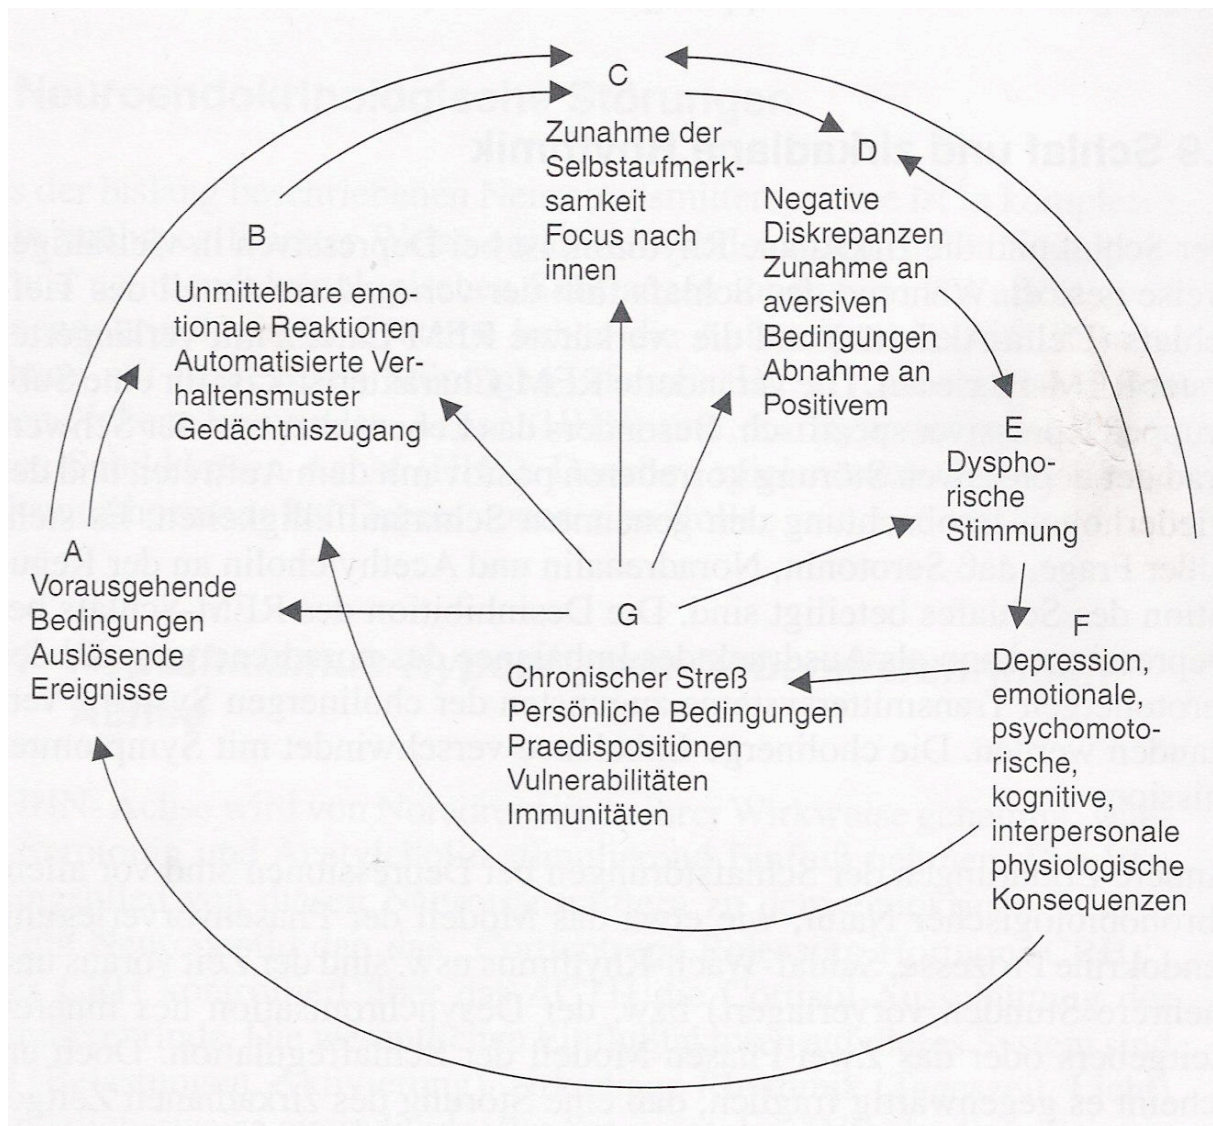 A
Vorausgehende
Bedingungen
Auslösende
Ereignisse
B
Unmittelbare emo-
tionale Reaktionen
Automatisierte Ver-
haltensmuster
Gedächtniszugang
C
Zunahme der
Selbstaufmerk-
samkeit
Focus nach
innen
D
Negative
Diskrepanzen
Zunahme an
aversiven
Bedingungen
Abnahme an
Positivem
E
Dyspho-
rische
Stimmung
F
Depression,
emotionale,
psychomoto-
rische,
kognitive,
interpersonale
physiologische
Konsequenzen
G
Chronischer Streß
Persönliche Bedingungen
Praedispositionen
Vulnerabilitäten
Immunitäten